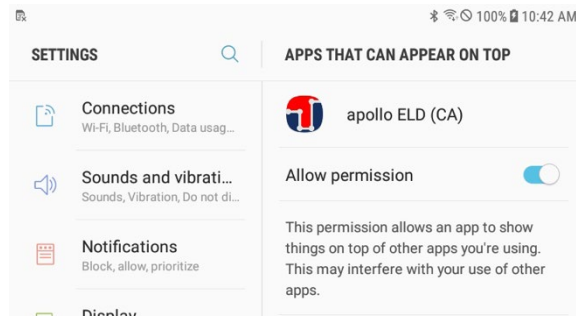 100% 10:42 AM
SETTINGS
Connections
Wi-Fi, Bluetooth, Data usag...
Sounds and vibrati...
Sounds, Vibration, Do not di...
Notifications
Block, allow, prioritize
Display
APPS THAT CAN APPEAR ON TOP
apollo ELD (CA)
Allow permission
This permission allows an app to show
things on top of other apps you're using.
This may interfere with your use of other
apps.